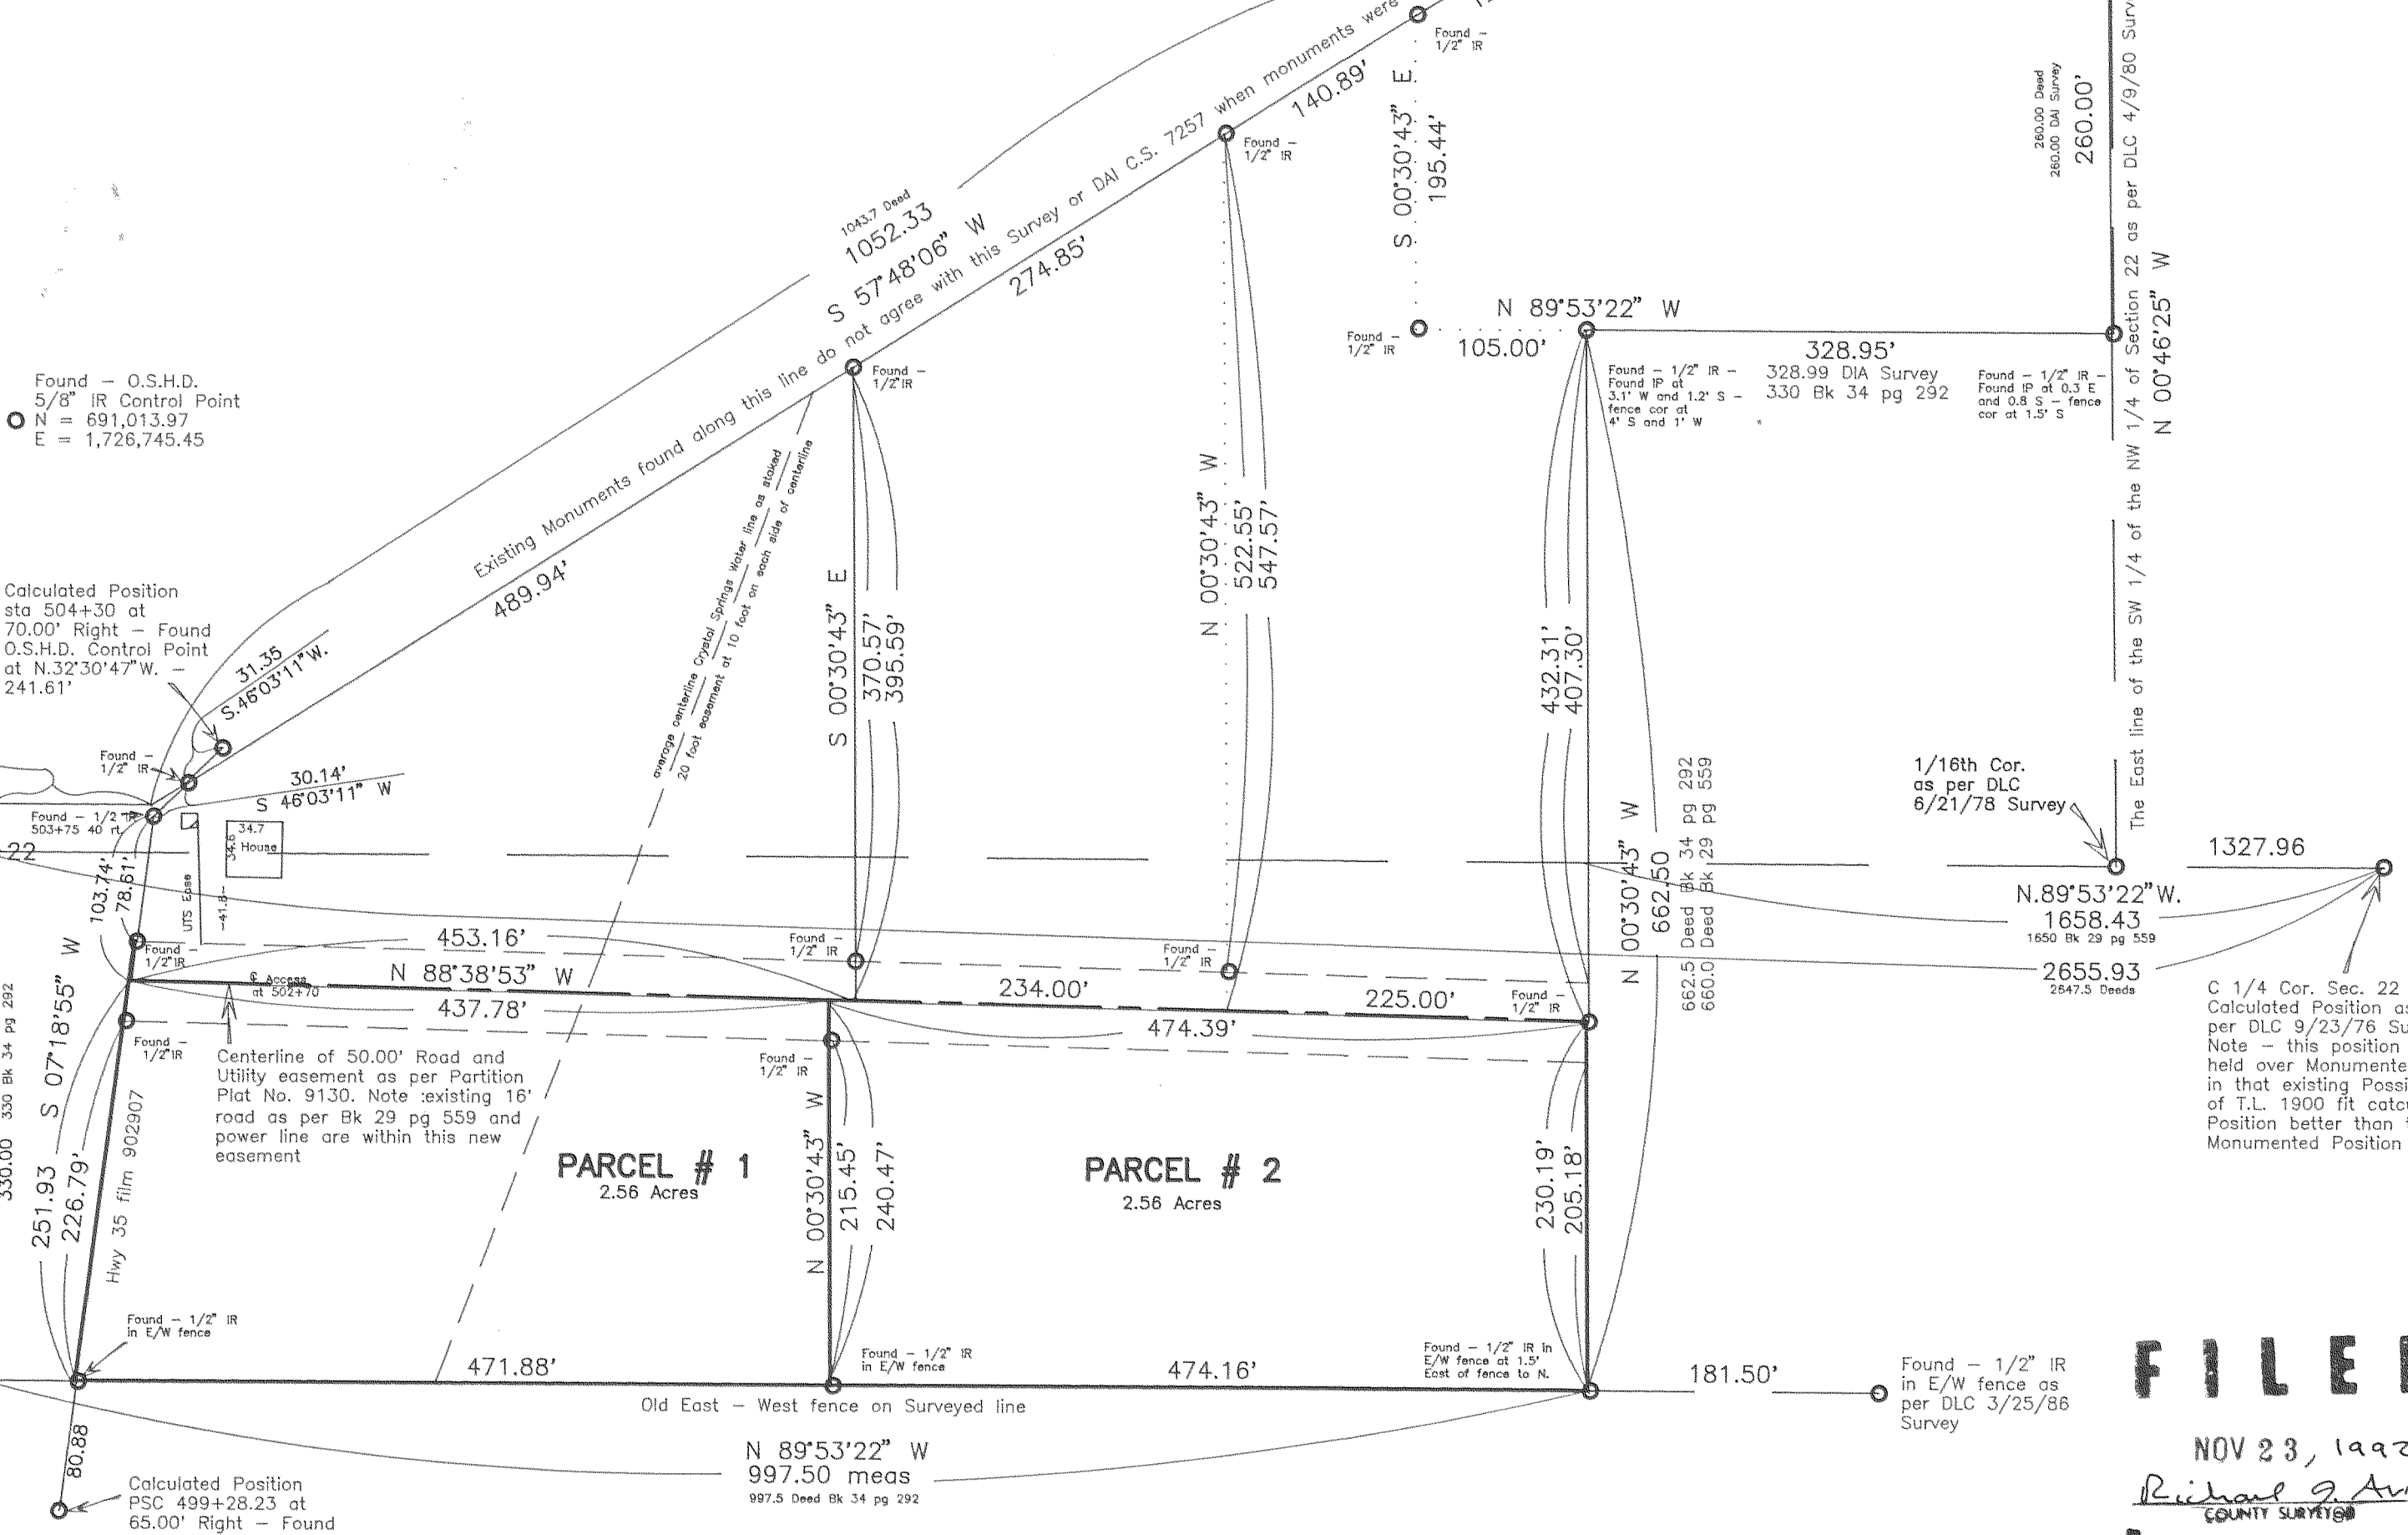 Found -
1/2" IR
140.89'
S 00°30'43" E
195.44'
260.00 Deed
260.00 DAI Survey
260.00'
The East line of the SW 1/4 of the NW 1/4 of Section 22 as per DLC 4/9/80
N 00°46'25" W
Found -
1/2" IR
1043.7 Deed
1052.33
S 57°48'06" W
Existing Monuments found along this line do not agree with this Survey or DAI C.S. 7257 when monuments were
274.85'
N 89°53'22" W
Found -
1/2" IR
105.00'
328.95'
Found - 1/2" IR -
Found IP at
3.1' W and 1.2' S -
fence cor at
4' S and 1' W
328.99 DIA Survey
330 Bk 34 pg 292
Found - 1/2" IR -
Found IP at 0.3 E
and 0.8 S - fence
cor at 1.5' S
Found - O.S.H.D.
5/8" IR Control Point
N = 691,013.97
E = 1,726,745.45
Found -
1/2" IR
489.94'
average centerline Crystal Springs Water line as staked
20 foot easement at 10 foot on each side of centerline
S 00°30'43" E
370.57'
395.59'
N 00°30'43" W
522.55'
547.57'
432.31'
407.30'
Calculated Position
sta 504+30 at
70.00' Right - Found
O.S.H.D. Control Point
at N.32°30'47"W. -
241.61'
31.35
S.46°03'11"W.
Found -
1/2" IR
30.14'
S 46°03'11" W
Found - 1/2" IP
503+75 40 rt.
34.7
34.6
House
22
103.74'
78.61'
UTS Ease
41.8
N 00°30'43" W
662.50
662.5 Deed Bk 34 pg 292
660.0 Deed Bk 29 pg 559
1/16th Cor.
as per DLC
6/21/78 Survey
1327.96
N.89°53'22"W.
1658.43
1650 Bk 29 pg 559
2655.93
2647.5 Deeds
C 1/4 Cor. Sec. 22
Calculated Position as
per DLC 9/23/76
Note - this position
held over
in that existing
of T.L. 1900 fit
Position better than
Monumented Position
Found
1/2"IR
453.16'
Found -
1/2" IR
Found -
1/2" IR
℄ Access
at 502+70
N 88°38'53" W
437.78'
234.00'
225.00'
Found -
1/2" IR
474.39'
Found -
1/2"IR
Found -
1/2" IR
Centerline of 50.00' Road and
Utility easement as per Partition
Plat No. 9130. Note :existing 16'
road as per Bk 29 pg 559 and
power line are within this new
easement
330.00 330 Bk 34 pg 292
S 07°18'55" W
251.93
226.79'
Hwy 35 film 902907
PARCEL # 1
2.56 Acres
N 00°30'43" W
215.45'
240.47'
PARCEL # 2
2.56 Acres
230.19'
205.18'
Found - 1/2" IR
in E/W fence
471.88'
Found - 1/2" IR
in E/W fence
474.16'
Found - 1/2" IR in
E/W fence at 1.5'
East of fence to N.
181.50'
Found - 1/2" IR
in E/W fence as
per DLC 3/25/86
Survey
Old East - West fence on Surveyed line
80.88
N 89°53'22" W
997.50 meas
997.5 Deed Bk 34 pg 292
Calculated Position
PSC 499+28.23 at
65.00' Right - Found
NOV 23, 1992
Richard
COUNTY SURVEYOR